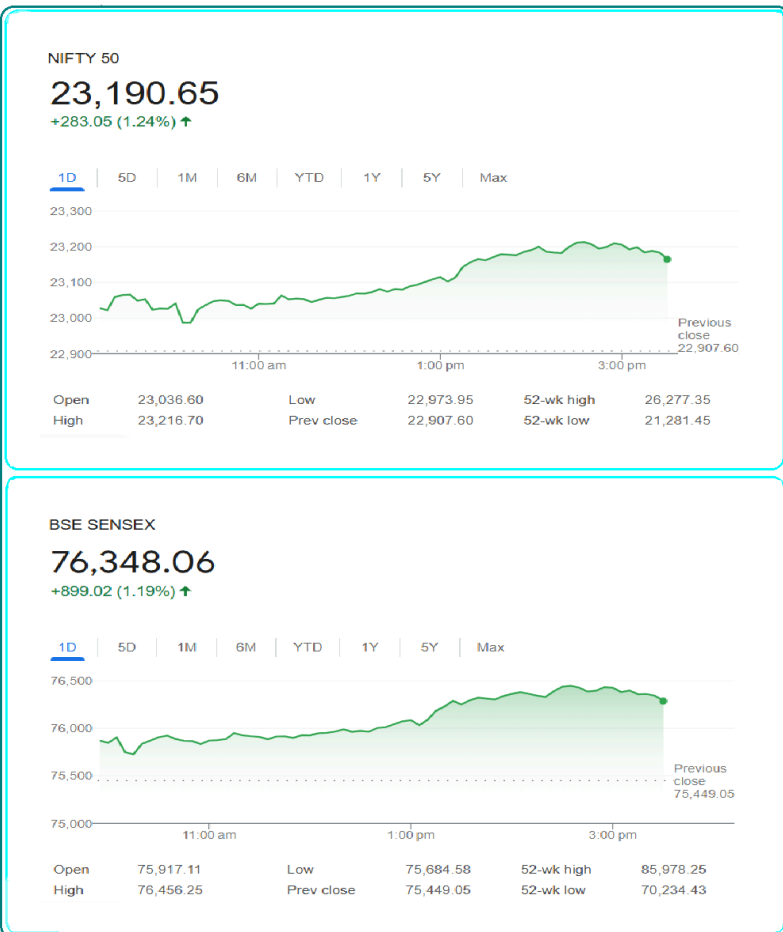 NIFTY 50
23,190.65
+283.05 (1.24%) ↑
1D 5D 1M 6M YTD 1Y 5Y Max
23,300
23,200
23,100
23,000
22,900
Previous
close
22,907.60
11:00 am 1:00 pm 3:00 pm
Open 23,036.60 Low 22,973.95 52-wk high 26,277.35
High 23,216.70 Prev close 22,907.60 52-wk low 21,281.45
BSE SENSEX
76,348.06
+899.02 (1.19%) ↑
1D 5D 1M 6M YTD 1Y 5Y Max
76,500
76,000
75,500
75,000
Previous
close
75,449.05
11:00 am 1:00 pm 3:00 pm
Open 75,917.11 Low 75,684.58 52-wk high 85,978.25
High 76,456.25 Prev close 75,449.05 52-wk low 70,234.43